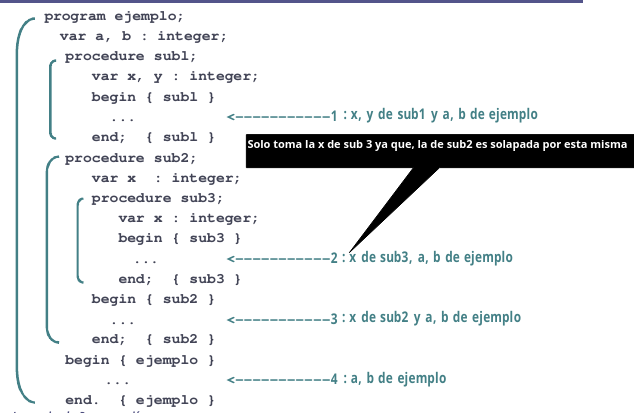 program ejemplo;
var a, b : integer;
procedure subl;
var x, y : integer;
begin { subl }
... <-----------1 : x, y de sub1 y a, b de ejemplo
end; { subl }
Solo toma la x de sub 3 ya que, la de sub2 es solapada por esta misma
procedure sub2;
var x : integer;
procedure sub3;
var x : integer;
begin { sub3 }
... <-----------2 : x de sub3, a, b de ejemplo
end; { sub3 }
begin { sub2 }
... <-----------3 : x de sub2 y a, b de ejemplo
end; { sub2 }
begin { ejemplo }
... <-----------4 : a, b de ejemplo
end. { ejemplo }